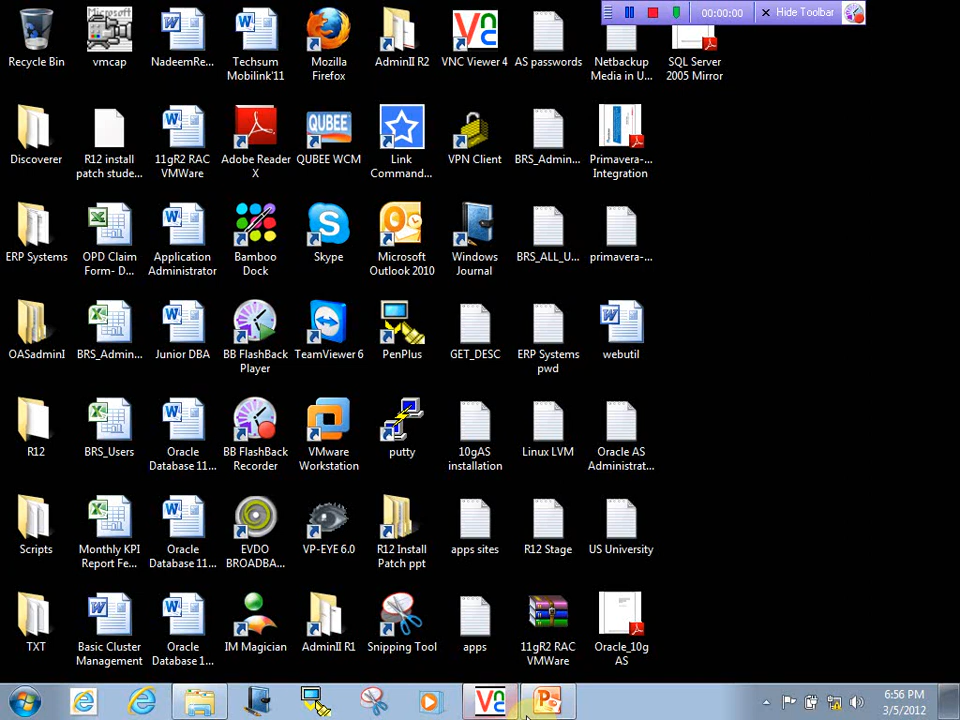 00:00:00 Hide Toolbar
Recycle Bin
Microsoft
vmcap
NadeemRe...
Techsum
Mobilink'11
Mozilla
Firefox
AdminII R2
VNC Viewer 4
AS passwords
Netbackup
Media in U...
SQL Server
2005 Mirror
Discoverer
R12 install
patch stude...
11gR2 RAC
VMWare
Adobe Reader
X
QUBEE
QUBEE WCM
Link
Command...
VPN Client
BRS_Admin...
Primavera-...
Integration
ERP Systems
OPD Claim
Form- D...
Application
Administrator
Bamboo
Dock
Skype
Microsoft
Outlook 2010
Windows
Journal
BRS_ALL_U...
primavera-...
OASadminI
BRS_Admin...
Junior DBA
BB FlashBack
Player
TeamViewer 6
PenPlus
GET_DESC
ERP Systems
pwd
webutil
R12
BRS_Users
Oracle
Database 11...
BB FlashBack
Recorder
VMware
Workstation
putty
10gAS
installation
Linux LVM
Oracle AS
Administrat...
Scripts
Monthly KPI
Report Fe...
Oracle
Database 11...
EVDO
BROADBA...
VP-EYE 6.0
R12 Install
Patch ppt
apps sites
R12 Stage
US University
TXT
Basic Cluster
Management
Oracle
Database 1...
IM Magician
AdminII R1
Snipping Tool
apps
11gR2 RAC
VMWare
Oracle_10g
AS
6:56 PM
3/5/2012